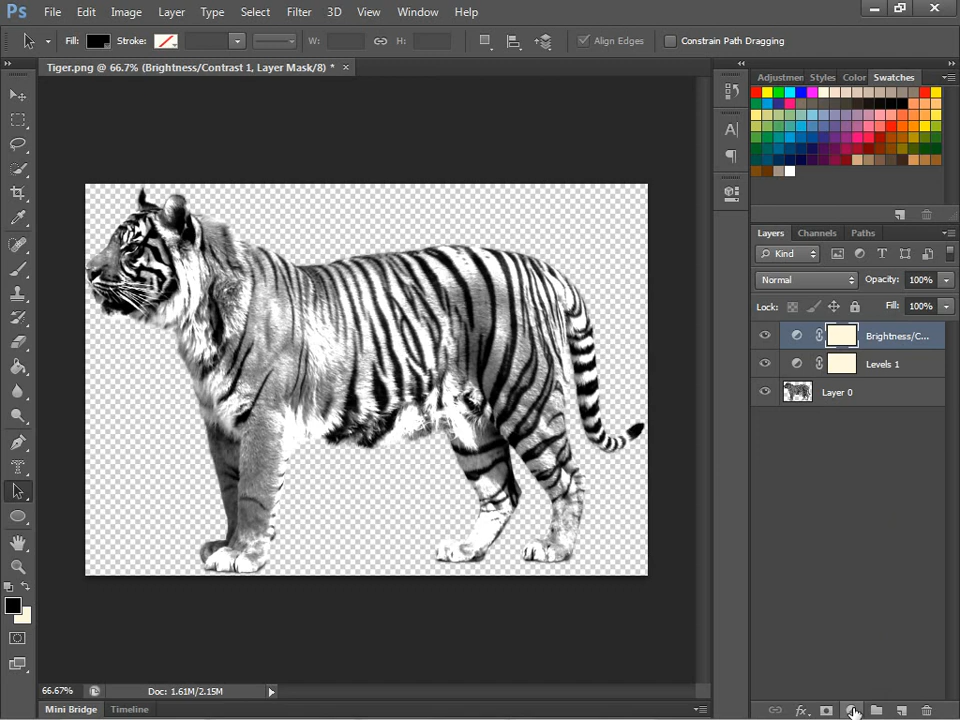 Ps File Edit Image Layer Type Select Filter 3D View Window Help
Fill: Stroke: W: H: Align Edges Constrain Path Dragging
Tiger.png @ 66.7% (Brightness/Contrast 1, Layer Mask/8) * ×
Adjustmen Styles Color Swatches
Layers Channels Paths
Kind
Normal Opacity: 100%
Lock: Fill: 100%
Brightness/C...
Levels 1
Layer 0
66.67% Doc: 1.61M/2.15M
Mini Bridge Timeline